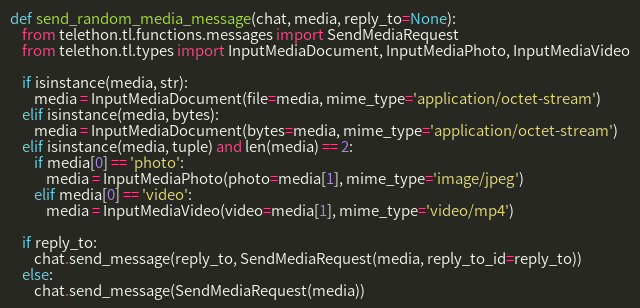 def send_random_media_message(chat, media, reply_to=None):
    from telethon.tl.functions.messages import SendMediaRequest
    from telethon.tl.types import InputMediaDocument, InputMediaPhoto, InputMediaVideo

    if isinstance(media, str):
        media = InputMediaDocument(file=media, mime_type='application/octet-stream')
    elif isinstance(media, bytes):
        media = InputMediaDocument(bytes=media, mime_type='application/octet-stream')
    elif isinstance(media, tuple) and len(media) == 2:
        if media[0] == 'photo':
            media = InputMediaPhoto(photo=media[1], mime_type='image/jpeg')
        elif media[0] == 'video':
            media = InputMediaVideo(video=media[1], mime_type='video/mp4')

    if reply_to:
        chat.send_message(reply_to, SendMediaRequest(media, reply_to_id=reply_to))
    else:
        chat.send_message(SendMediaRequest(media))